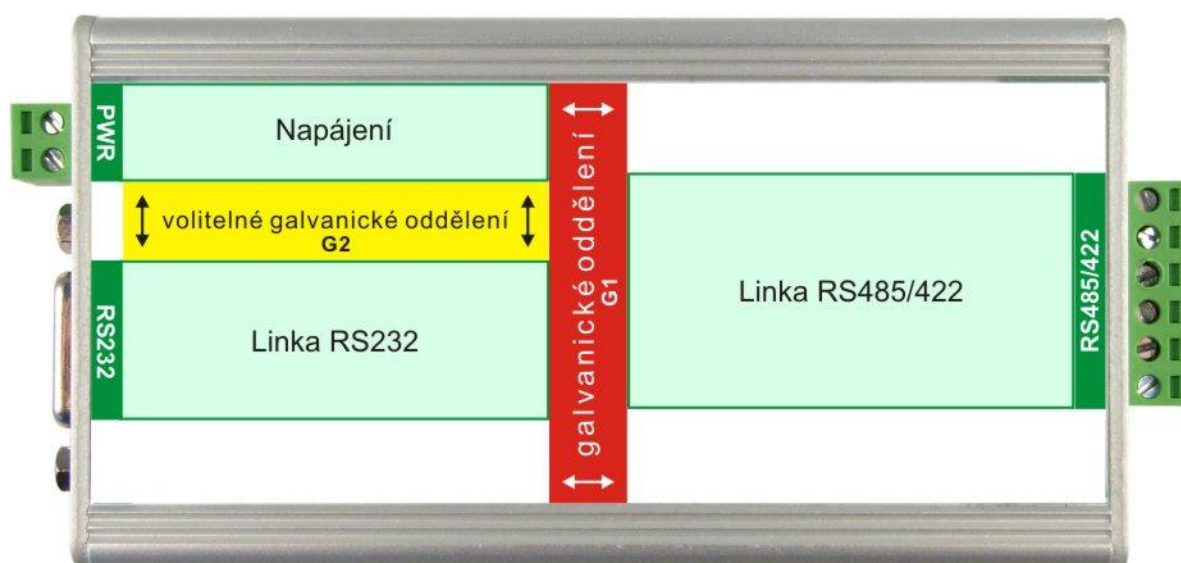 PWR
Napájení
volitelné galvanické oddělení
G2
RS232
Linka RS232
galvanické oddělení
G1
Linka RS485/422
RS485/422